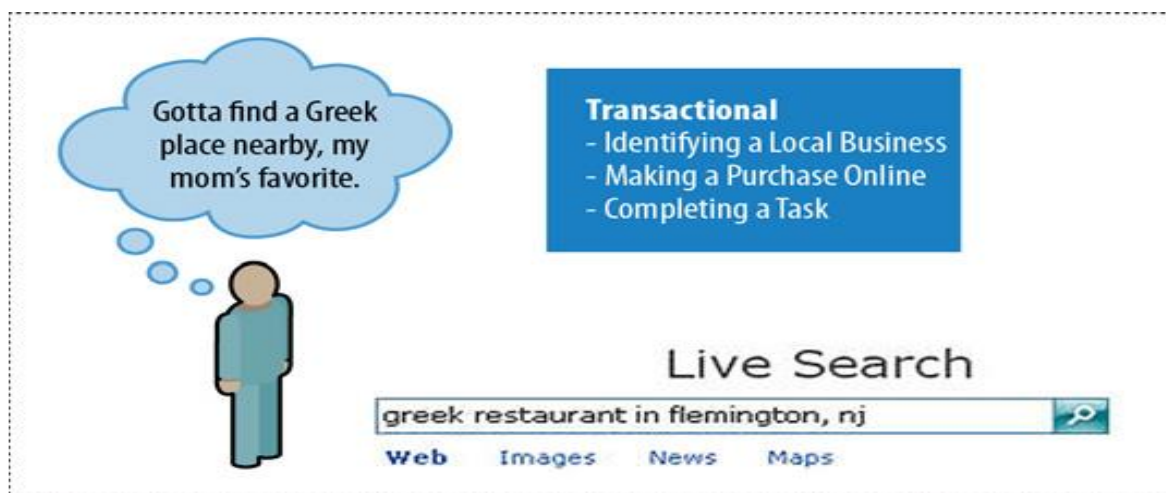 Gotta find a Greek
place nearby, my
mom's favorite.
Transactional
- Identifying a Local Business
- Making a Purchase Online
- Completing a Task
Live Search
greek restaurant in flemington, nj
Web Images News Maps